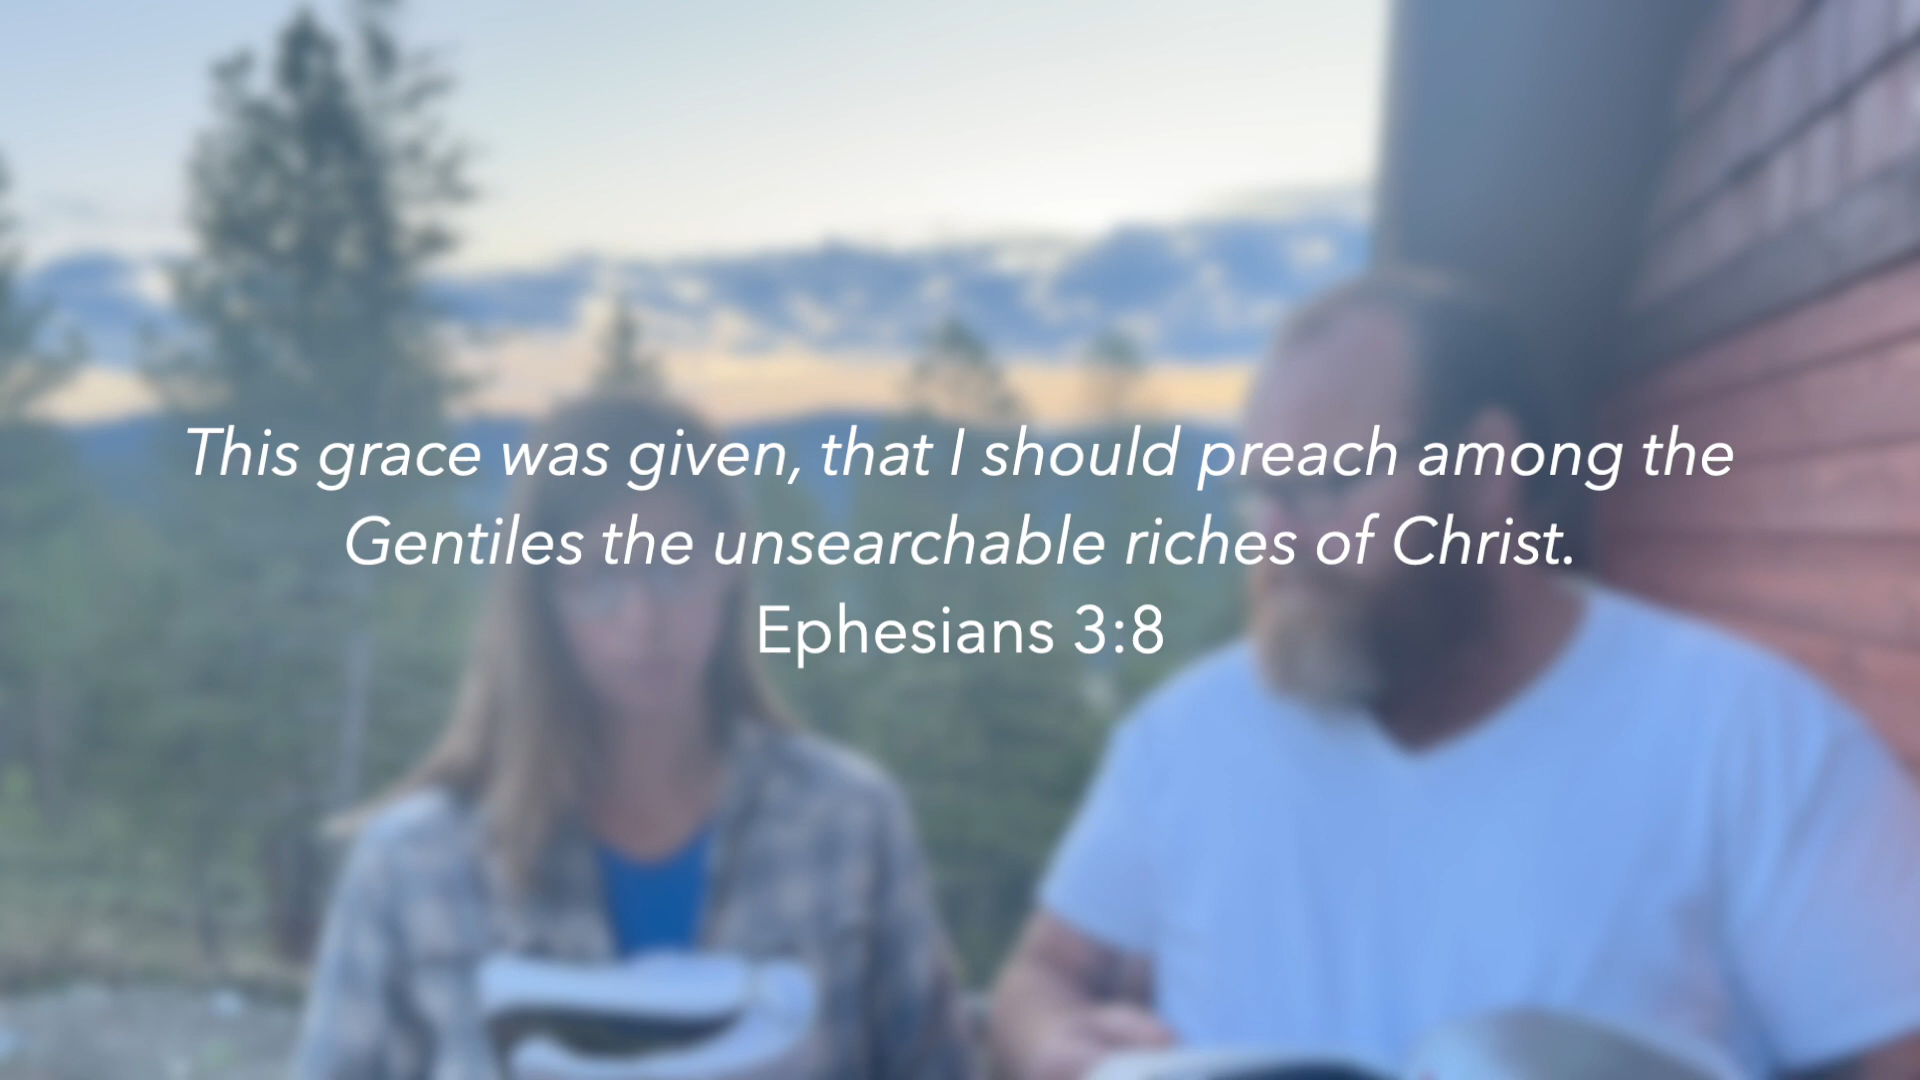 This grace was given, that I should preach among the
Gentiles the unsearchable riches of Christ.
Ephesians 3:8